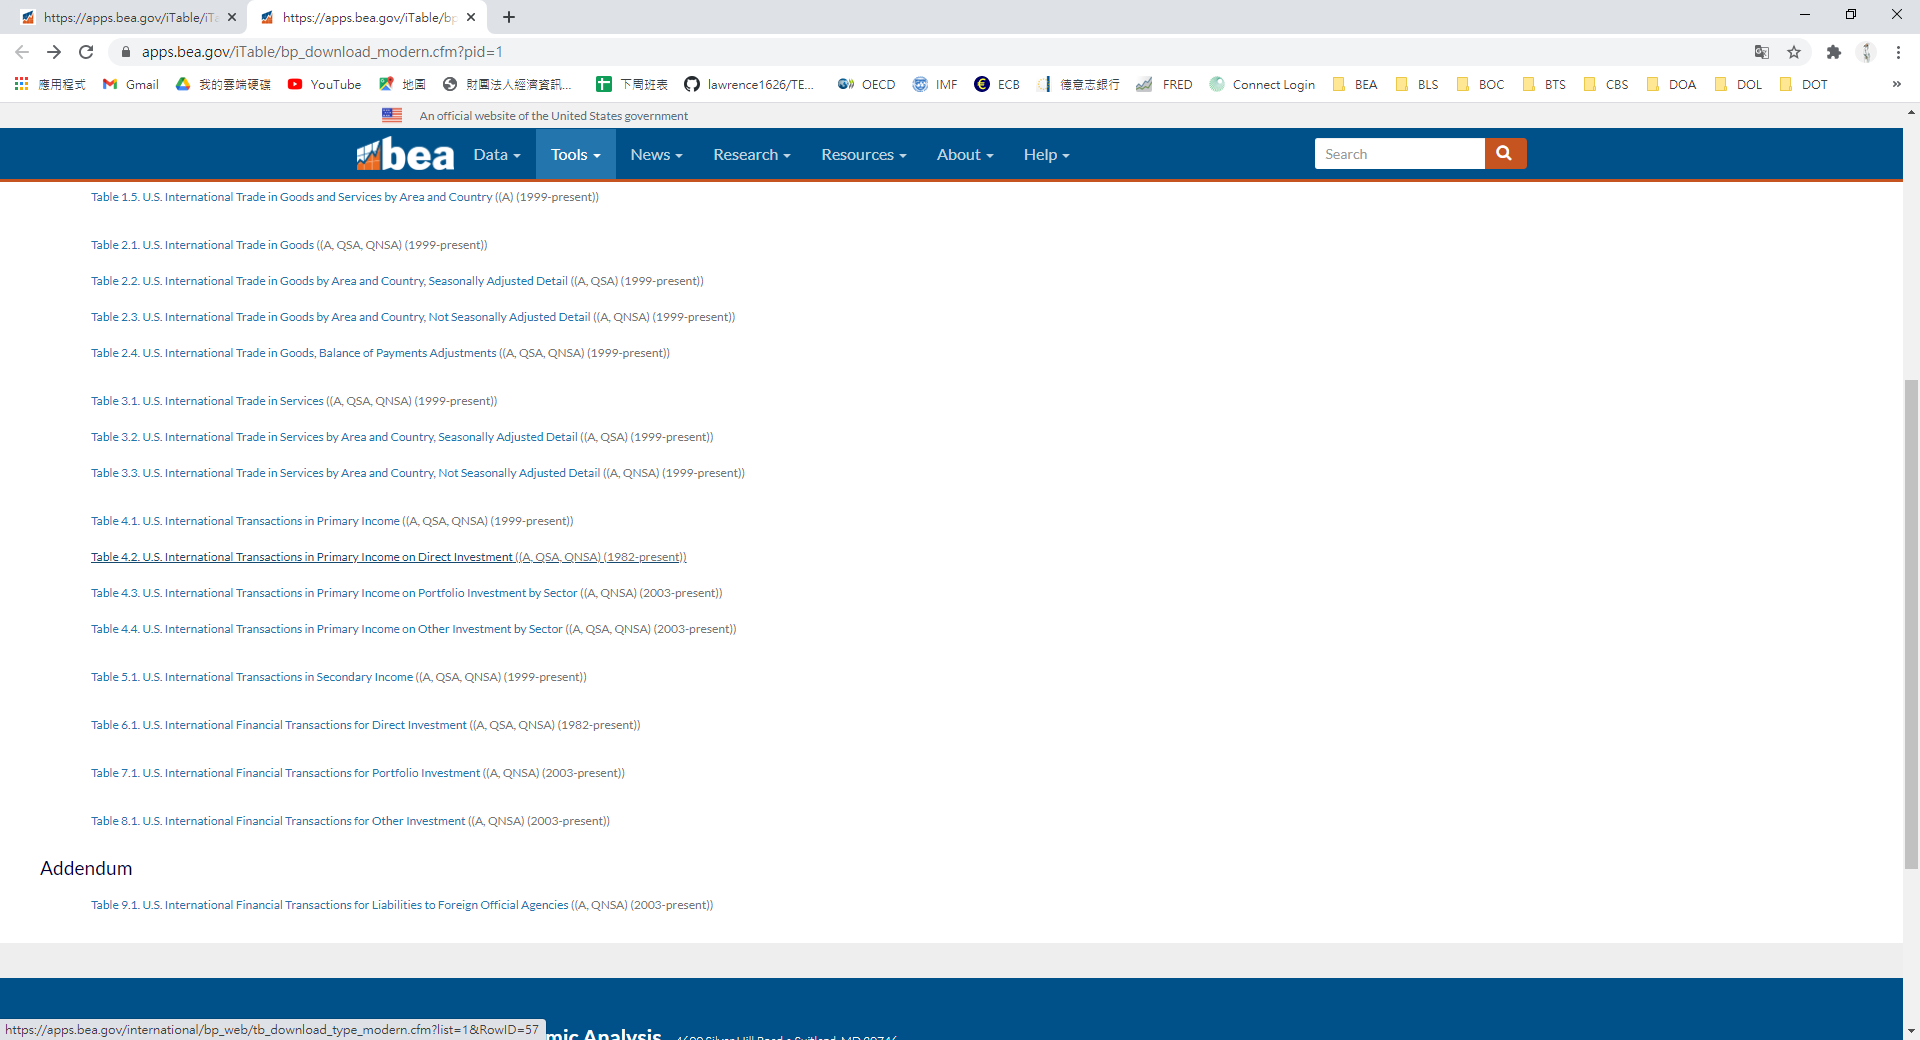 https://apps.bea.gov/iTable/iTa
https://apps.bea.gov/iTable/bp
apps.bea.gov/iTable/bp_download_modern.cfm?pid=1
應用程式 Gmail 我的雲端硬碟 YouTube 地圖 財團法人經濟資訊... 下周班表 lawrence1626/TE... OECD IMF ECB 德意志銀行 FRED Connect Login BEA BLS BOC BTS CBS DOA DOL DOT »
An official website of the United States government
bea Data Tools News Research Resources About Help Search
Table 1.5. U.S. International Trade in Goods and Services by Area and Country ((A) (1999-present))
Table 2.1. U.S. International Trade in Goods ((A, QSA, QNSA) (1999-present))
Table 2.2. U.S. International Trade in Goods by Area and Country, Seasonally Adjusted Detail ((A, QSA) (1999-present))
Table 2.3. U.S. International Trade in Goods by Area and Country, Not Seasonally Adjusted Detail ((A, QNSA) (1999-present))
Table 2.4. U.S. International Trade in Goods, Balance of Payments Adjustments ((A, QSA, QNSA) (1999-present))
Table 3.1. U.S. International Trade in Services ((A, QSA, QNSA) (1999-present))
Table 3.2. U.S. International Trade in Services by Area and Country, Seasonally Adjusted Detail ((A, QSA) (1999-present))
Table 3.3. U.S. International Trade in Services by Area and Country, Not Seasonally Adjusted Detail ((A, QNSA) (1999-present))
Table 4.1. U.S. International Transactions in Primary Income ((A, QSA, QNSA) (1999-present))
Table 4.2. U.S. International Transactions in Primary Income on Direct Investment ((A, QSA, QNSA) (1982-present))
Table 4.3. U.S. International Transactions in Primary Income on Portfolio Investment by Sector ((A, QNSA) (2003-present))
Table 4.4. U.S. International Transactions in Primary Income on Other Investment by Sector ((A, QSA, QNSA) (2003-present))
Table 5.1. U.S. International Transactions in Secondary Income ((A, QSA, QNSA) (1999-present))
Table 6.1. U.S. International Financial Transactions for Direct Investment ((A, QSA, QNSA) (1982-present))
Table 7.1. U.S. International Financial Transactions for Portfolio Investment ((A, QNSA) (2003-present))
Table 8.1. U.S. International Financial Transactions for Other Investment ((A, QNSA) (2003-present))
Addendum
Table 9.1. U.S. International Financial Transactions for Liabilities to Foreign Official Agencies ((A, QNSA) (2003-present))
https://apps.bea.gov/international/bp_web/tb_download_type_modern.cfm?list=1&RowID=57
mic Analysis 4600 Silver Hill Road • Suitland, MD 20746